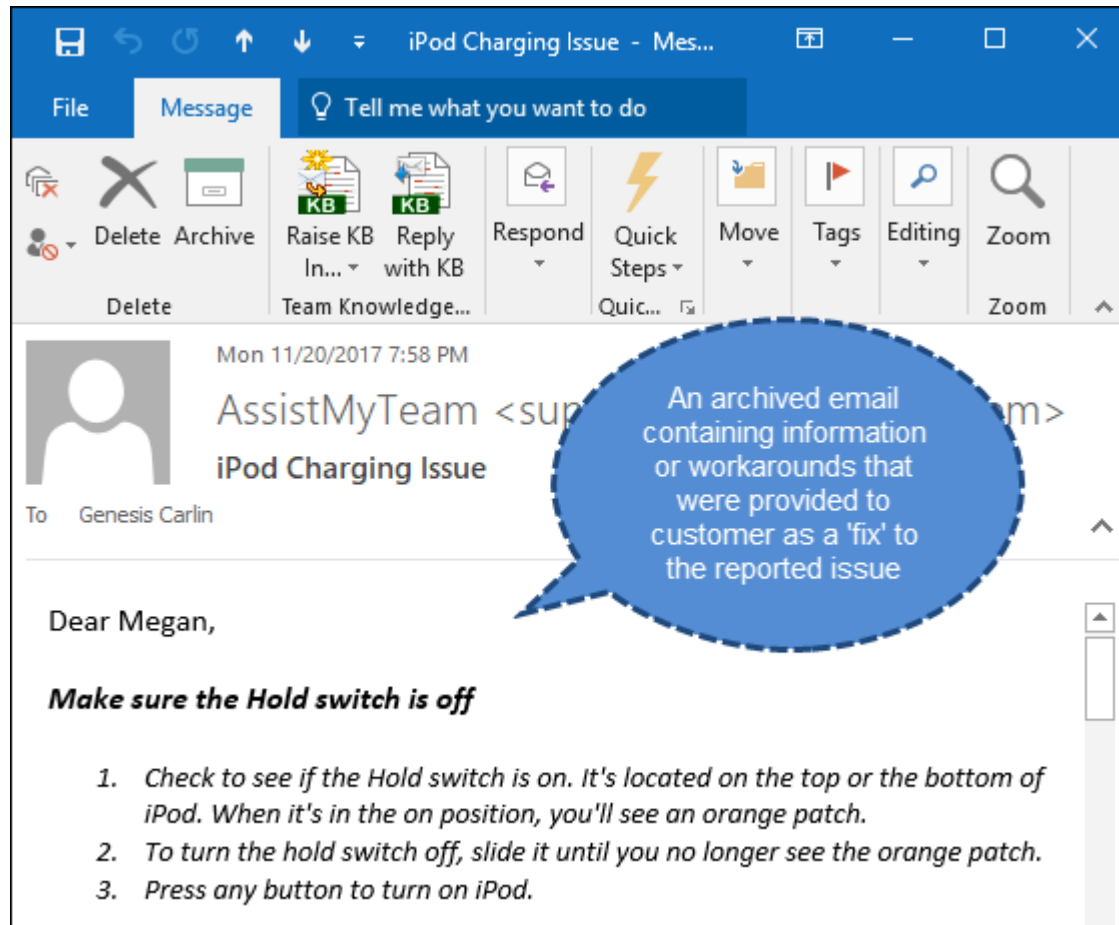 iPod Charging Issue - Mes...
File Message Tell me what you want to do
Delete Archive Raise KB In... Reply with KB Respond Quick Steps Move Tags Editing Zoom
Delete Team Knowledge... Quic... Zoom
Mon 11/20/2017 7:58 PM
AssistMyTeam <sup
iPod Charging Issue
To Genesis Carlin
An archived email
containing information
or workarounds that
were provided to
customer as a 'fix' to
the reported issue
Dear Megan,
Make sure the Hold switch is off
1. Check to see if the Hold switch is on. It's located on the top or the bottom of
iPod. When it's in the on position, you'll see an orange patch.
2. To turn the hold switch off, slide it until you no longer see the orange patch.
3. Press any button to turn on iPod.